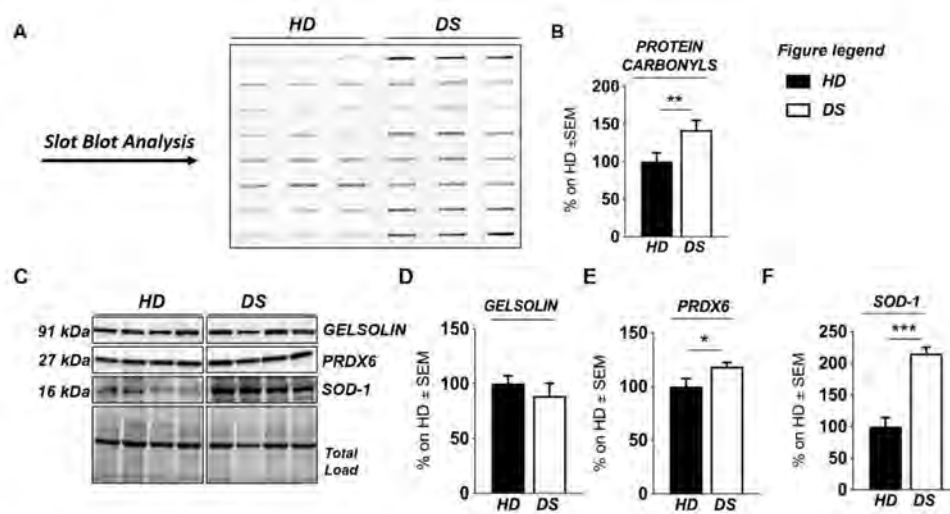 A
HD
DS
Slot Blot Analysis
B
PROTEIN
CARBONYLS
200
150
100
50
0
% on HD ±SEM
**
HD
DS
Figure legend
HD
DS
C
HD
DS
91 kDa
GELSOLIN
27 kDa
PRDX6
16 kDa
SOD-1
Total
Load
D
GELSOLIN
150
100
50
0
% on HD ± SEM
HD
DS
E
PRDX6
150
100
50
0
% on HD ± SEM
*
HD
DS
F
SOD-1
250
200
150
100
50
0
% on HD ± SEM
***
HD
DS